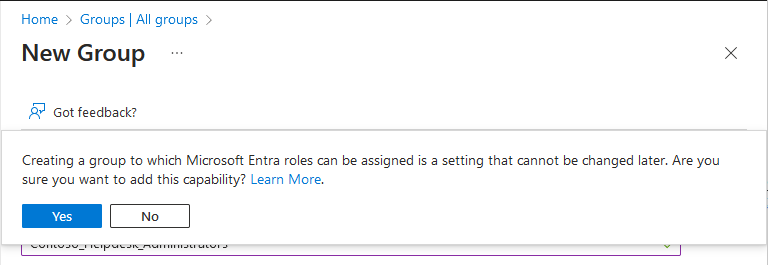 Home > Groups | All groups >
New Group ...
Got feedback?
Creating a group to which Microsoft Entra roles can be assigned is a setting that cannot be changed later. Are you
sure you want to add this capability? Learn More.
Yes No
Contoso_Helpdesk_Administrators